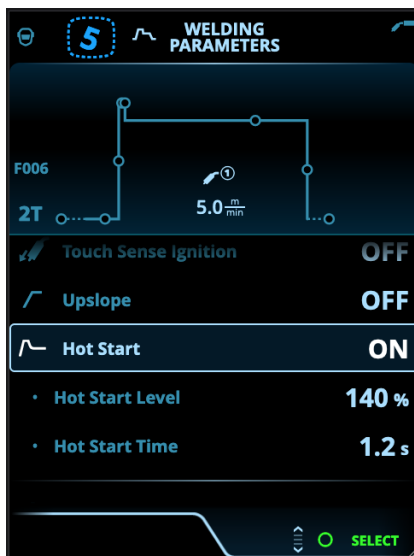 5
WELDING
PARAMETERS
F006
1
2T
5.0 m/min
Touch Sense Ignition OFF
Upslope OFF
Hot Start ON
• Hot Start Level 140 %
• Hot Start Time 1.2 s
SELECT